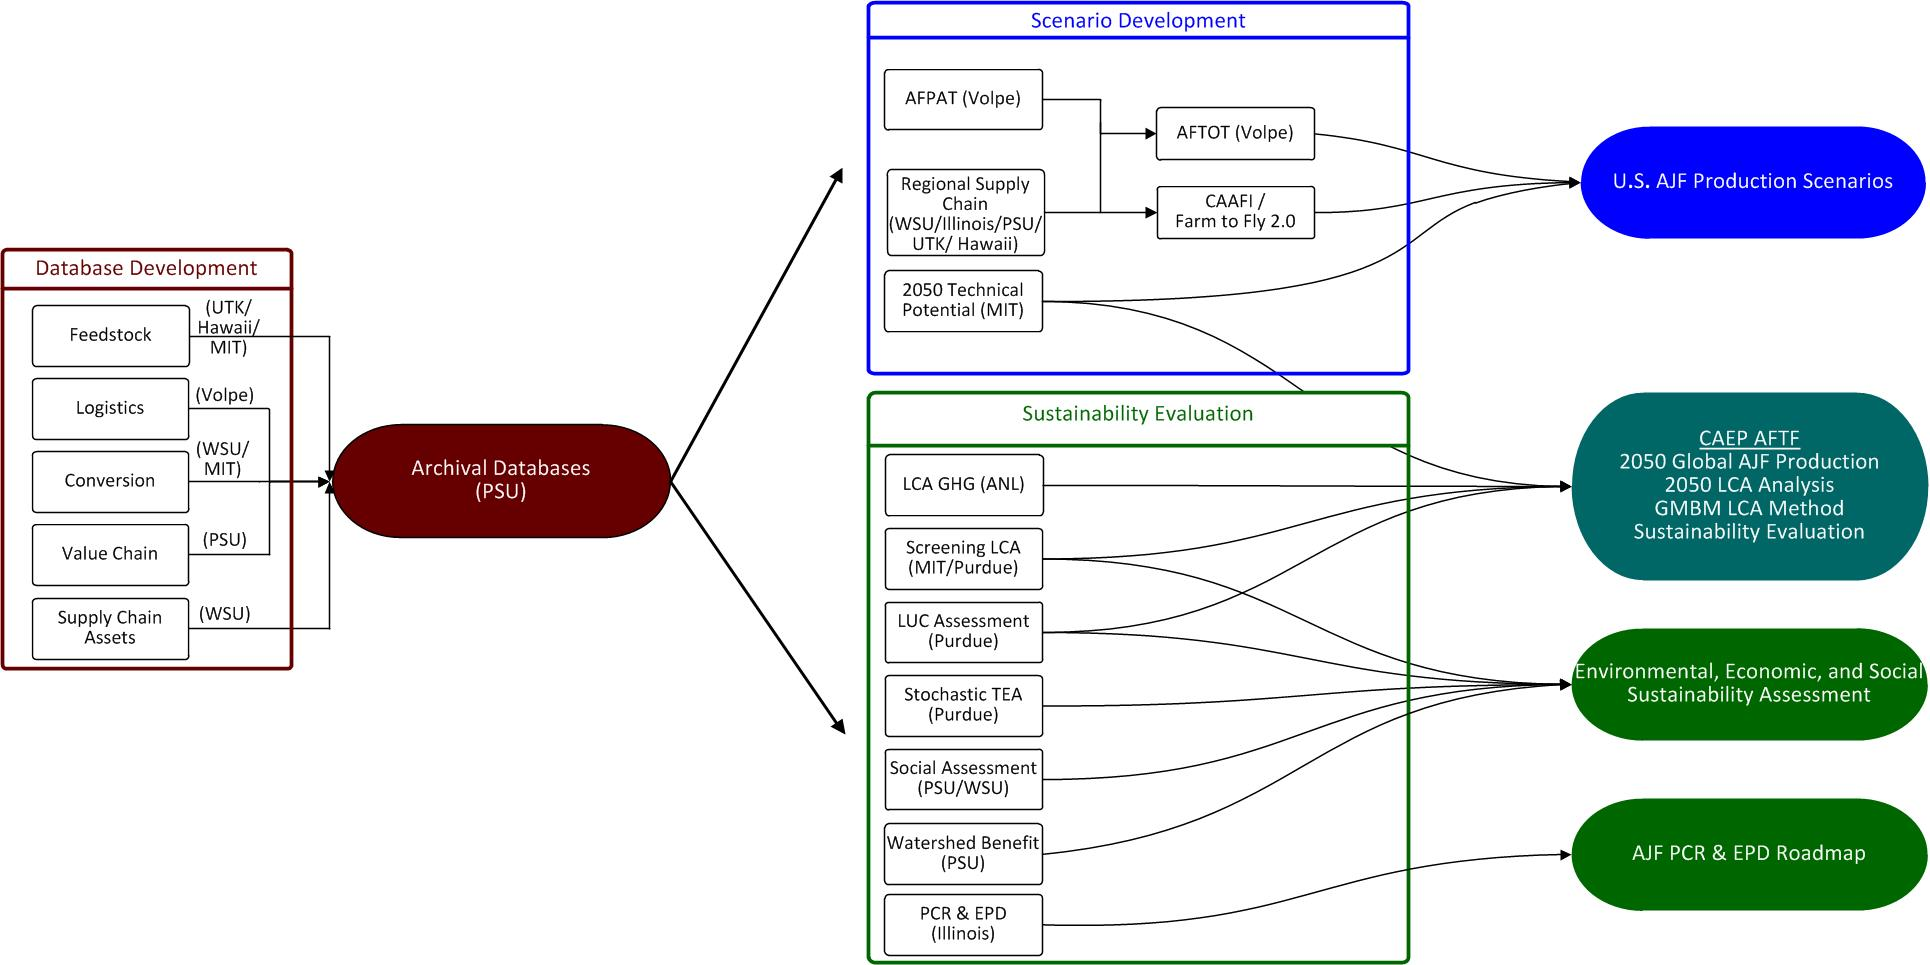 Database Development
Feedstock
(UTK/
Hawaii/
MIT)
Logistics
(Volpe)
Conversion
(WSU/
MIT)
Value Chain
(PSU)
Supply Chain
Assets
(WSU)
Archival Databases
(PSU)
Scenario Development
AFPAT (Volpe)
Regional Supply
Chain
(WSU/Illinois/PSU/
UTK/ Hawaii)
2050 Technical
Potential (MIT)
AFTOT (Volpe)
CAAFI /
Farm to Fly 2.0
Sustainability Evaluation
LCA GHG (ANL)
Screening LCA
(MIT/Purdue)
LUC Assessment
(Purdue)
Stochastic TEA
(Purdue)
Social Assessment
(PSU/WSU)
Watershed Benefit
(PSU)
PCR & EPD
(Illinois)
U.S. AJF Production Scenarios
CAEP AFTF
2050 Global AJF Production
2050 LCA Analysis
GMBM LCA Method
Sustainability Evaluation
Environmental, Economic, and Social
Sustainability Assessment
AJF PCR & EPD Roadmap